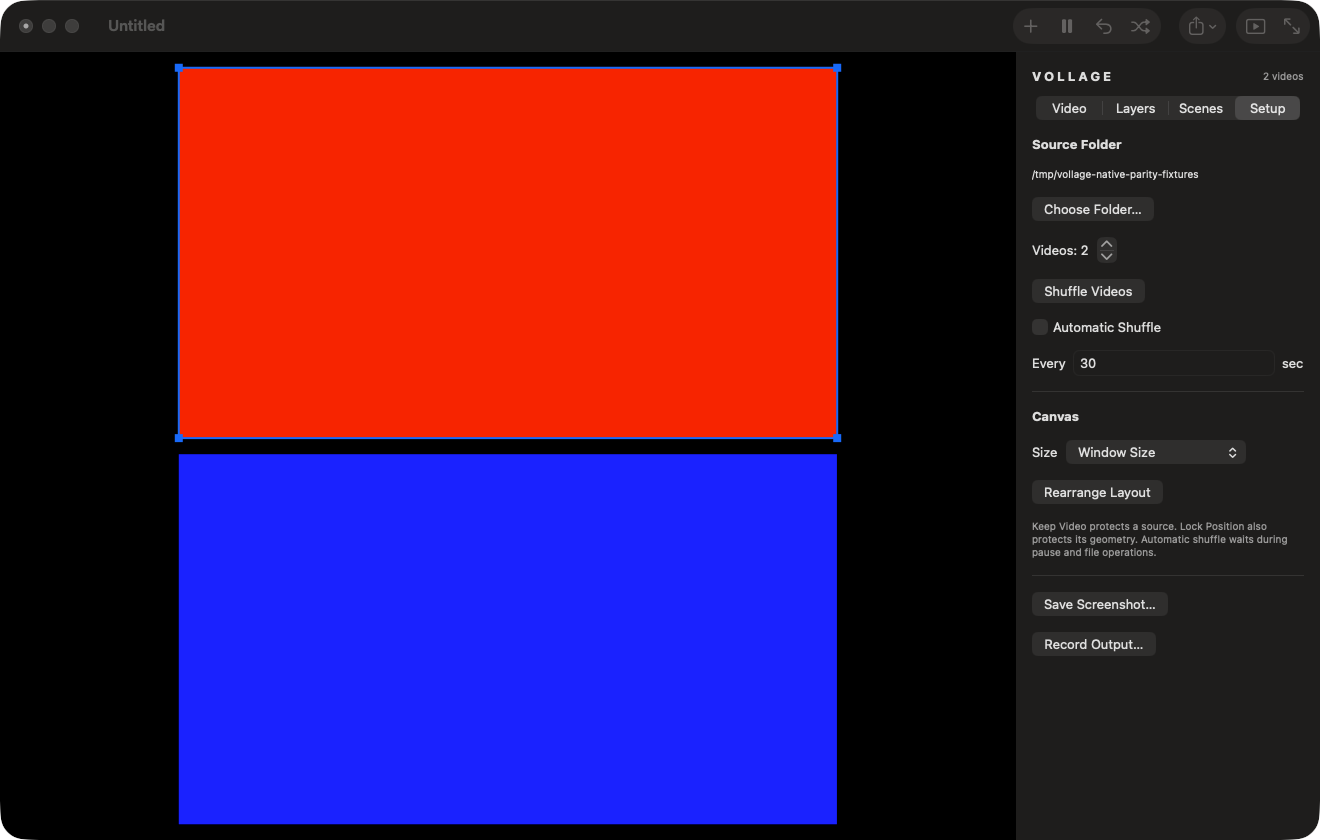 Untitled
VOLLAGE
2 videos
Video
Layers
Scenes
Setup
Source Folder
/tmp/vollage-native-parity-fixtures
Choose Folder...
Videos: 2
Shuffle Videos
Automatic Shuffle
Every 30 sec
Canvas
Size Window Size
Rearrange Layout
Keep Video protects a source. Lock Position also
protects its geometry. Automatic shuffle waits during
pause and file operations.
Save Screenshot...
Record Output...